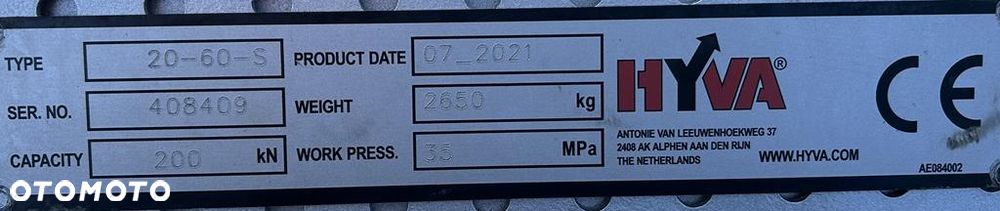 TYPE 20-60-S PRODUCT DATE 07_2021
SER. NO. 408409 WEIGHT 2650 kg
CAPACITY 200 kN WORK PRESS. 35 MPa
HYVA®
ANTONIE VAN LEEUWENHOEKWEG 37
2408 AK ALPHEN AAN DEN RIJN
THE NETHERLANDS
WWW.HYVA.COM
CE
AE084002
OTOMOTO